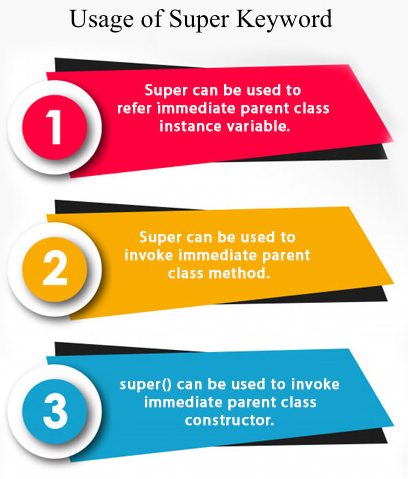 Usage of Super Keyword
1
Super can be used to
refer immediate parent class
instance variable.
2
Super can be used to
invoke immediate parent
class method.
3
super() can be used to invoke
immediate parent class
constructor.